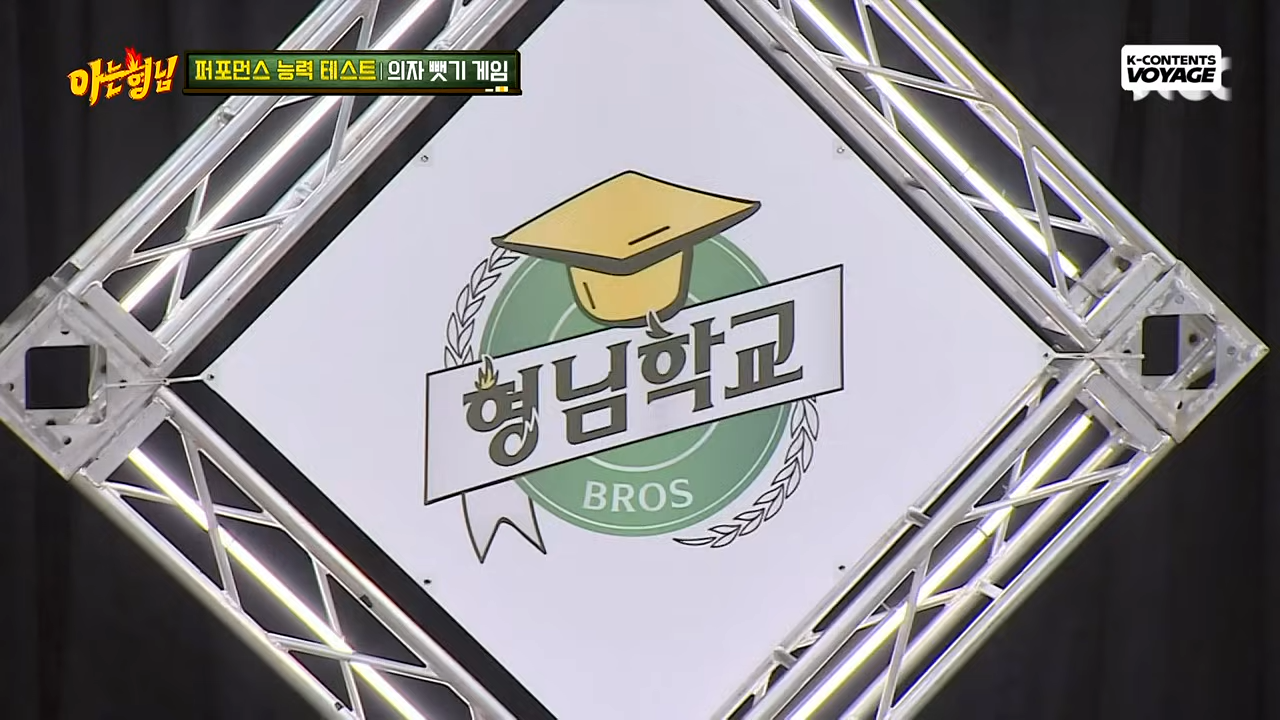 아는형님
퍼포먼스 능력 테스트 | 의자 뺏기 게임
K-CONTENTS
VOYAGE
형님학교
BROS